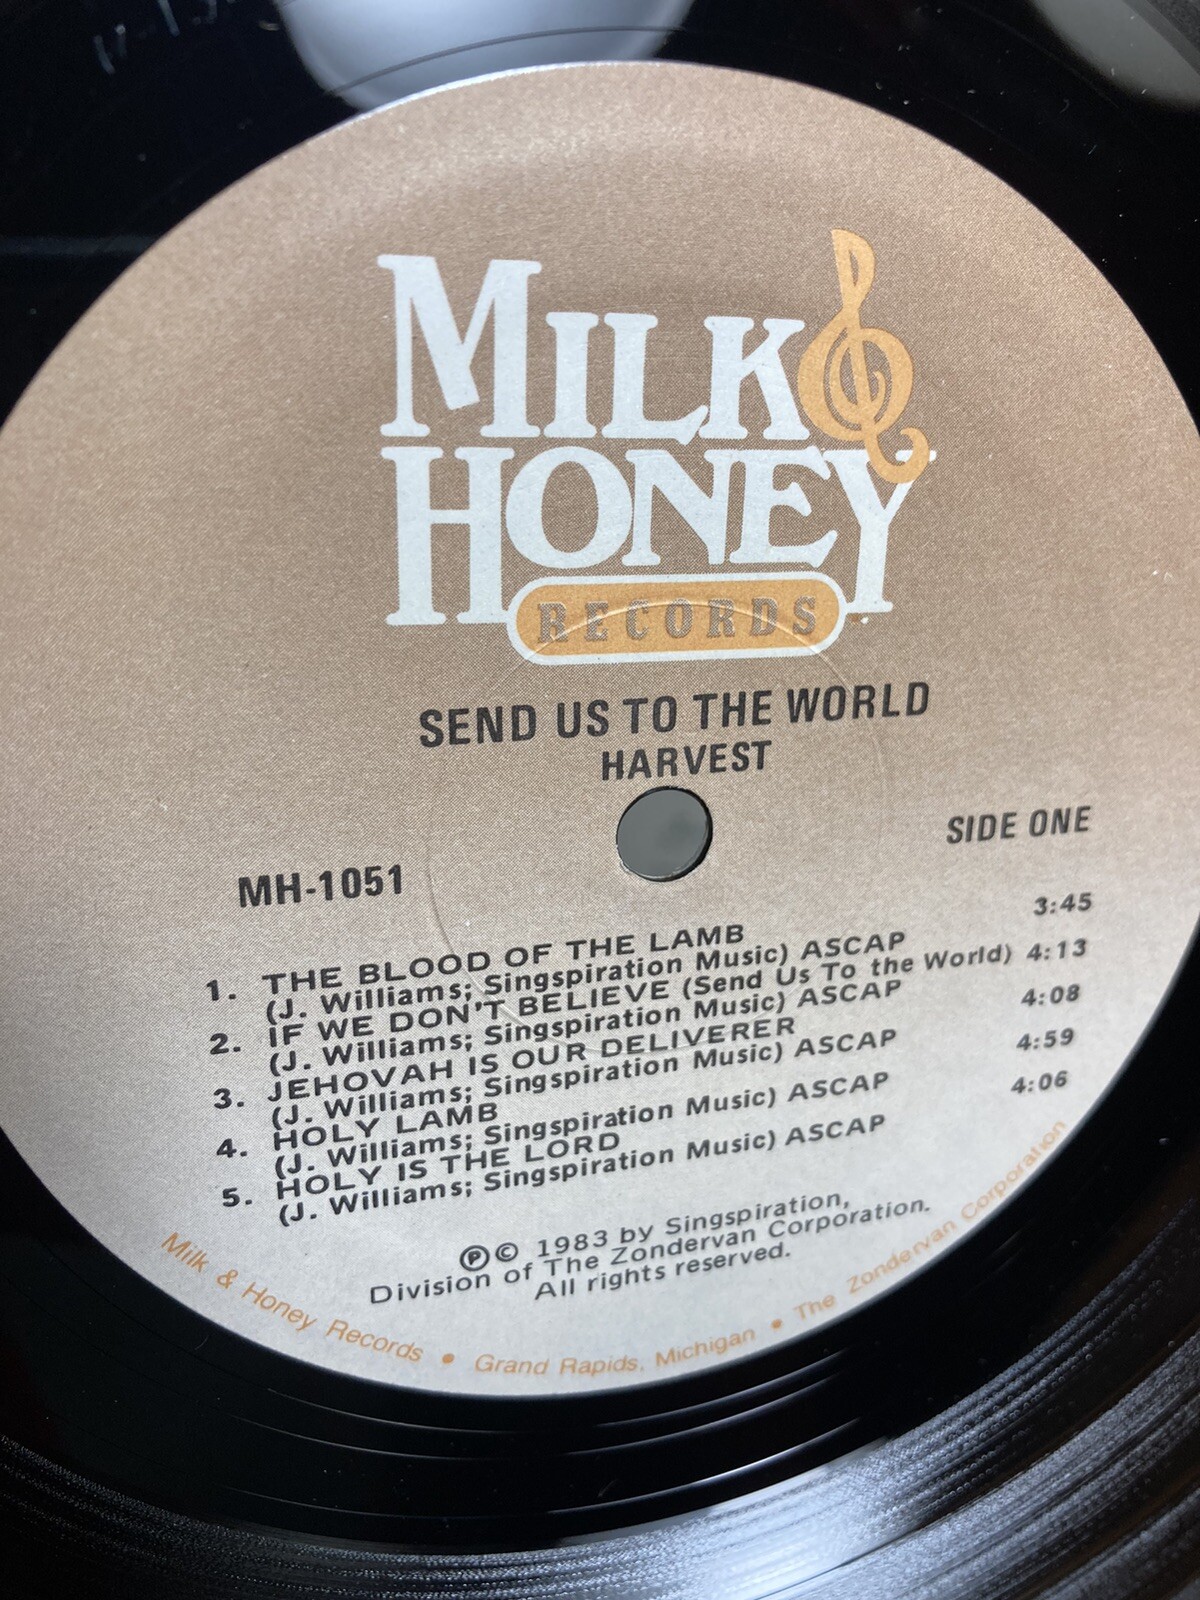 MILK &
HONEY
RECORDS
SEND US TO THE WORLD
HARVEST
SIDE ONE
MH-1051
1. THE BLOOD OF THE LAMB 3:45
(J. Williams; Singspiration Music) ASCAP
2. IF WE DON'T BELIEVE (Send Us To the World) 4:13
(J. Williams; Singspiration Music) ASCAP
3. JEHOVAH IS OUR DELIVERER 4:08
(J. Williams; Singspiration Music) ASCAP
4. HOLY LAMB 4:59
(J. Williams; Singspiration Music) ASCAP
5. HOLY IS THE LORD 4:06
(J. Williams; Singspiration Music) ASCAP
℗© 1983 by Singspiration,
Division of The Zondervan Corporation.
All rights reserved.
Milk & Honey Records • Grand Rapids, Michigan • The Zondervan Corporation